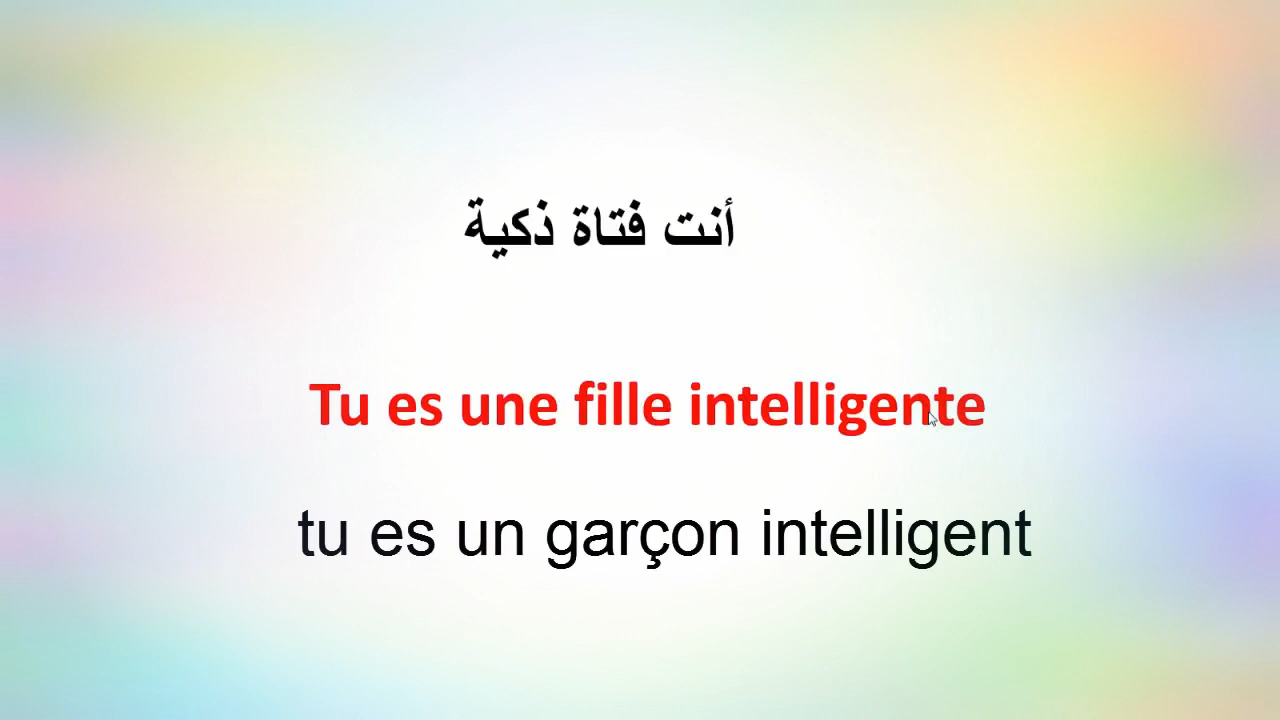 أنت فتاة ذكية
Tu es une fille intelligente
tu es un garçon intelligent